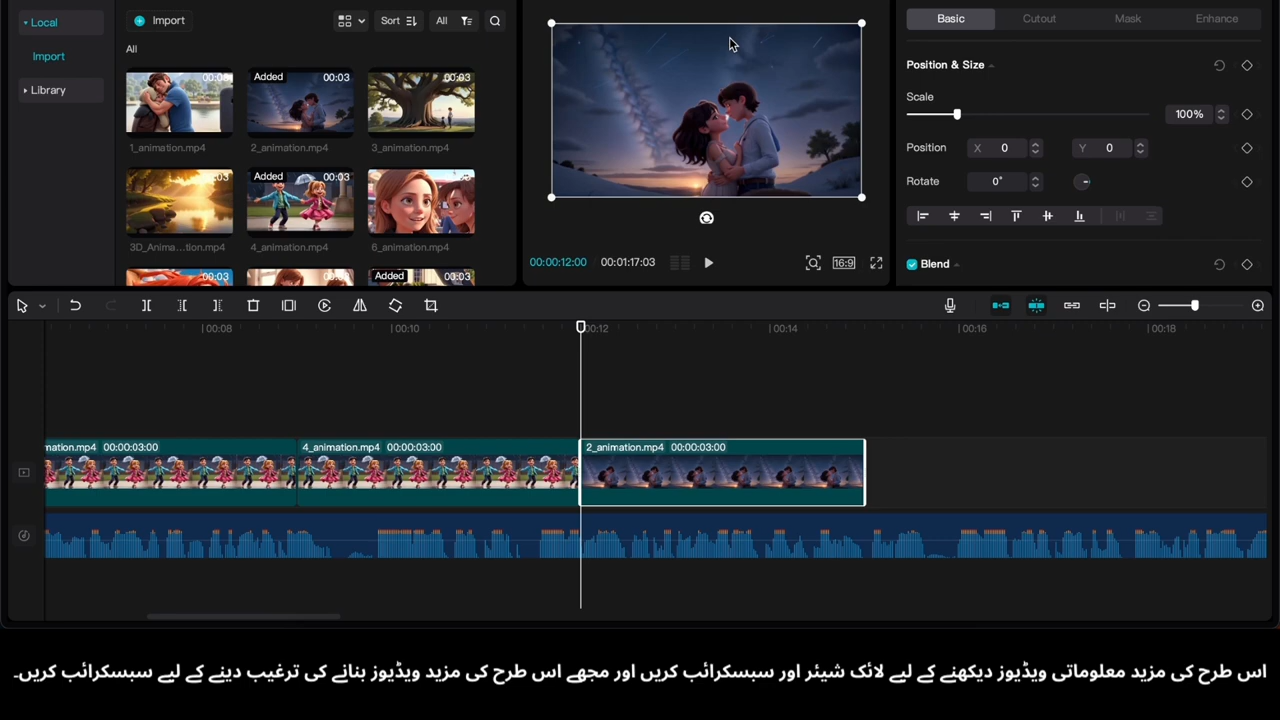 Local
Import
Library
Import
Sort
All
All
00:03
Added
00:03
00:03
1_animation.mp4
2_animation.mp4
3_animation.mp4
00:03
Added
00:03
00:03
3D_Anima...tion.mp4
4_animation.mp4
6_animation.mp4
00:03
00:03
Added
00:03
00:00:12:00 / 00:01:17:03
16:9
Basic
Cutout
Mask
Enhance
Position & Size
Scale
100%
Position
X 0
Y 0
Rotate
0°
Blend
00:08
00:10
00:12
00:14
00:16
00:18
mation.mp4 00:00:03:00
4_animation.mp4 00:00:03:00
2_animation.mp4 00:00:03:00
اس طرح کی مزید معلوماتی ویڈیوز دیکھنے کے لیے لائک شیئر اور سبسکرائب کریں اور مجھے اس طرح کی مزید ویڈیوز بنانے کی ترغیب دینے کے لیے سبسکرائب کریں۔